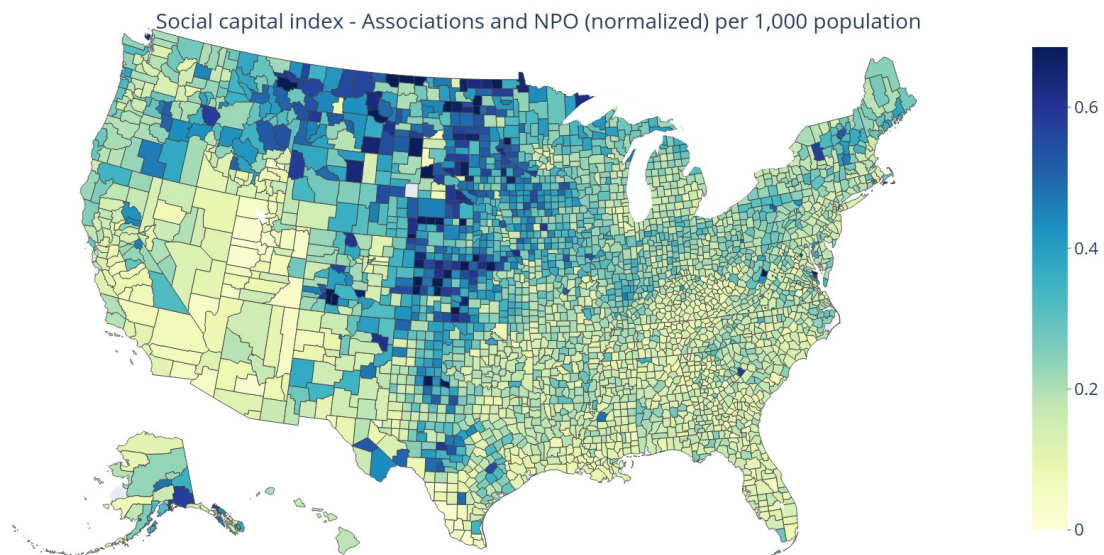 Social capital index - Associations and NPO (normalized) per 1,000 population
0.6
0.4
0.2
0